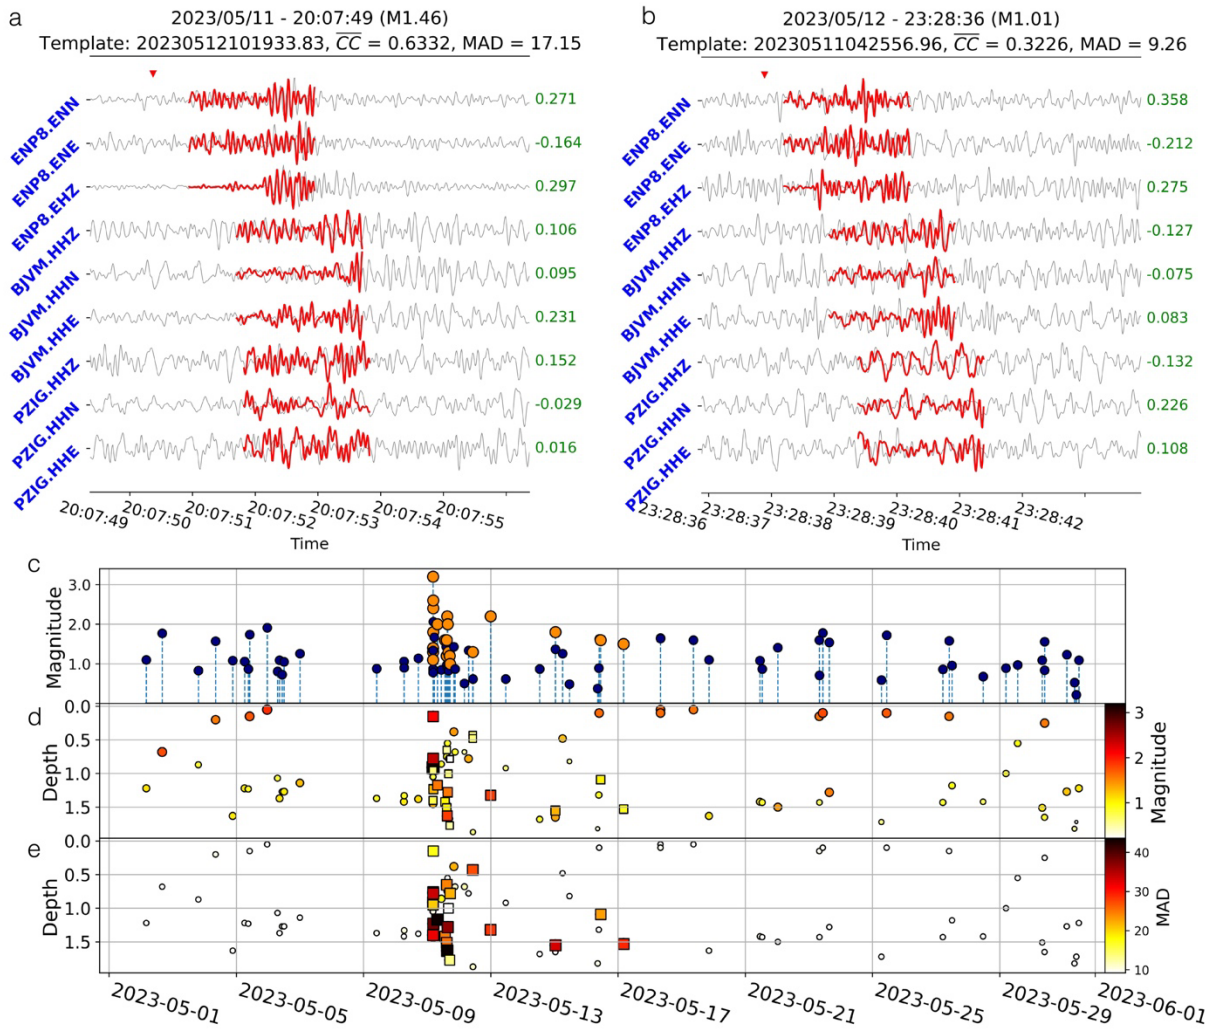 a
2023/05/11 - 20:07:49 (M1.46)
Template: 20230512101933.83, CC = 0.6332, MAD = 17.15
ENP8.ENN 0.271
ENP8.ENE -0.164
ENP8.EHZ 0.297
BJVM.HHZ 0.106
BJVM.HHN 0.095
BJVM.HHE 0.231
PZIG.HHZ 0.152
PZIG.HHN -0.029
PZIG.HHE 0.016
20:07:49 20:07:50 20:07:51 20:07:52 20:07:53 20:07:54 20:07:55
Time
b
2023/05/12 - 23:28:36 (M1.01)
Template: 20230511042556.96, CC = 0.3226, MAD = 9.26
ENP8.ENN 0.358
ENP8.ENE -0.212
ENP8.EHZ 0.275
BJVM.HHZ -0.127
BJVM.HHN -0.075
BJVM.HHE 0.083
PZIG.HHZ -0.132
PZIG.HHN 0.226
PZIG.HHE 0.108
23:28:36 23:28:37 23:28:38 23:28:39 23:28:40 23:28:41 23:28:42
Time
c
Magnitude
3.0
2.0
1.0
d
Depth
0.0
0.5
1.0
1.5
Magnitude
3
2
1
e
Depth
0.0
0.5
1.0
1.5
MAD
40
30
20
10
2023-05-01 2023-05-05 2023-05-09 2023-05-13 2023-05-17 2023-05-21 2023-05-25 2023-05-29 2023-06-01